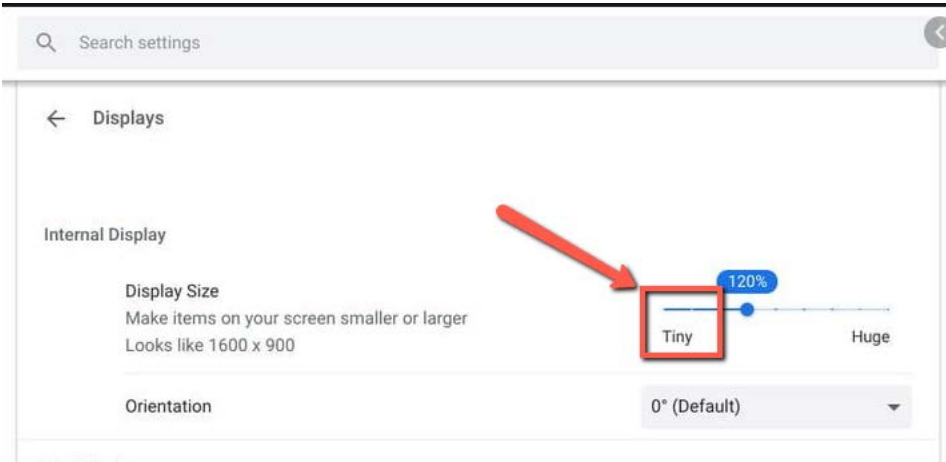 Search settings
Displays
Internal Display
Display Size
120%
Make items on your screen smaller or larger
Tiny
Huge
Looks like 1600 x 900
Orientation
0° (Default)